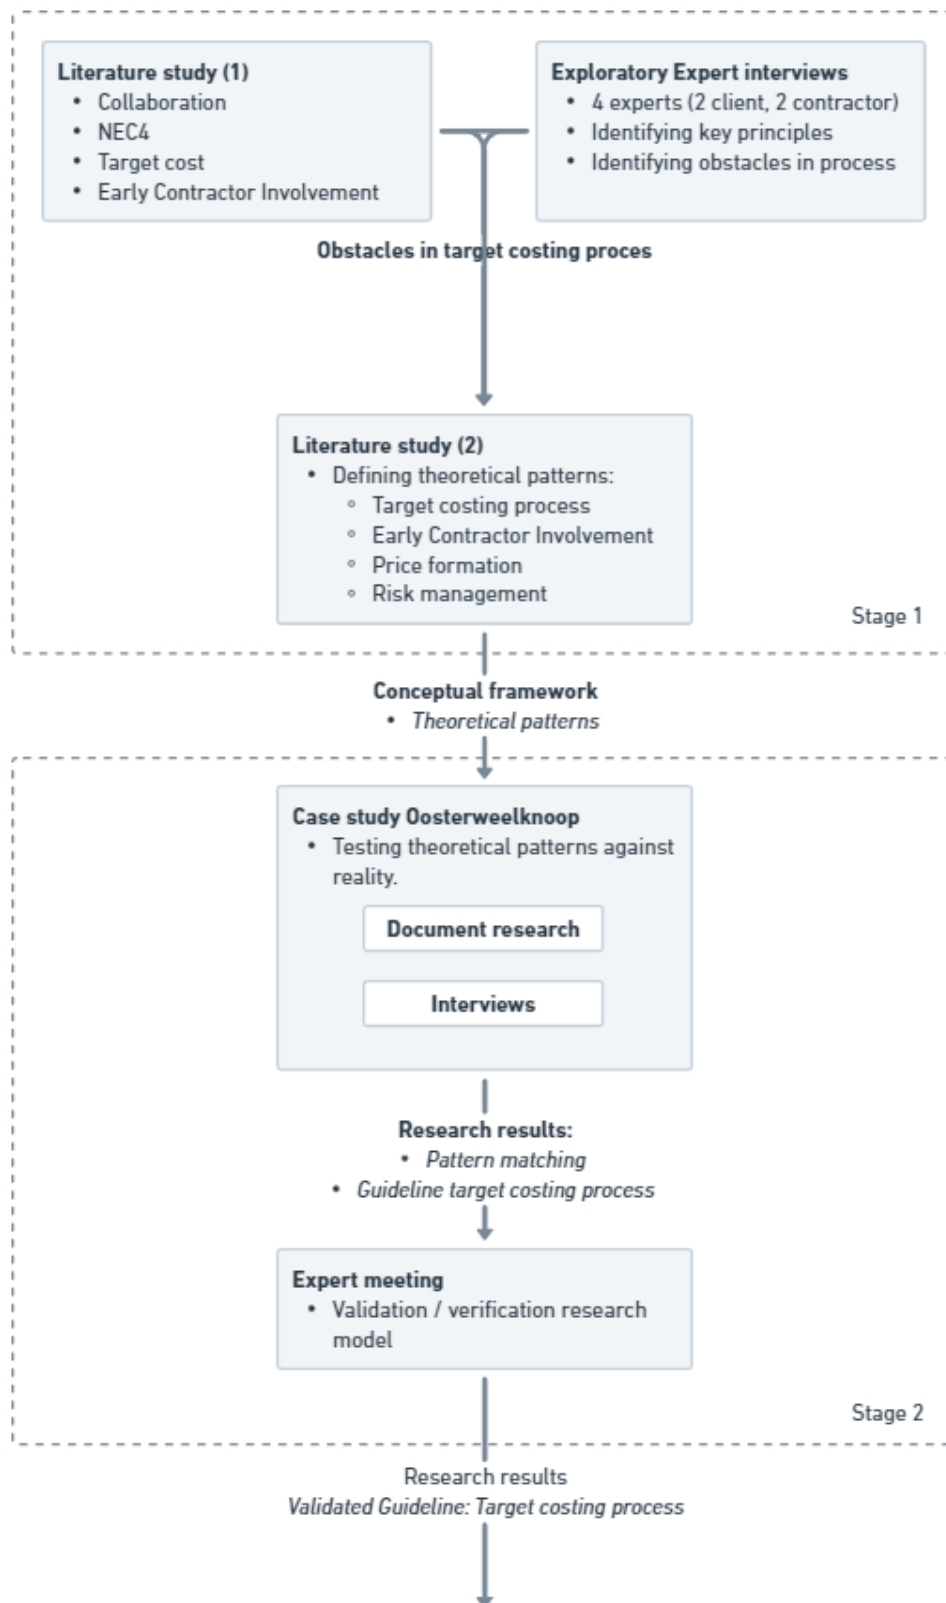 Literature study (1)
• Collaboration
• NEC4
• Target cost
• Early Contractor Involvement
Exploratory Expert interviews
• 4 experts (2 client, 2 contractor)
• Identifying key principles
• Identifying obstacles in process
Obstacles in target costing proces
Literature study (2)
• Defining theoretical patterns:
◦ Target costing process
◦ Early Contractor Involvement
◦ Price formation
◦ Risk management
Stage 1
Conceptual framework
• Theoretical patterns
Case study Oosterweelknoop
• Testing theoretical patterns against
reality.
Document research
Interviews
Research results:
• Pattern matching
• Guideline target costing process
Expert meeting
• Validation / verification research
model
Stage 2
Research results
Validated Guideline: Target costing process